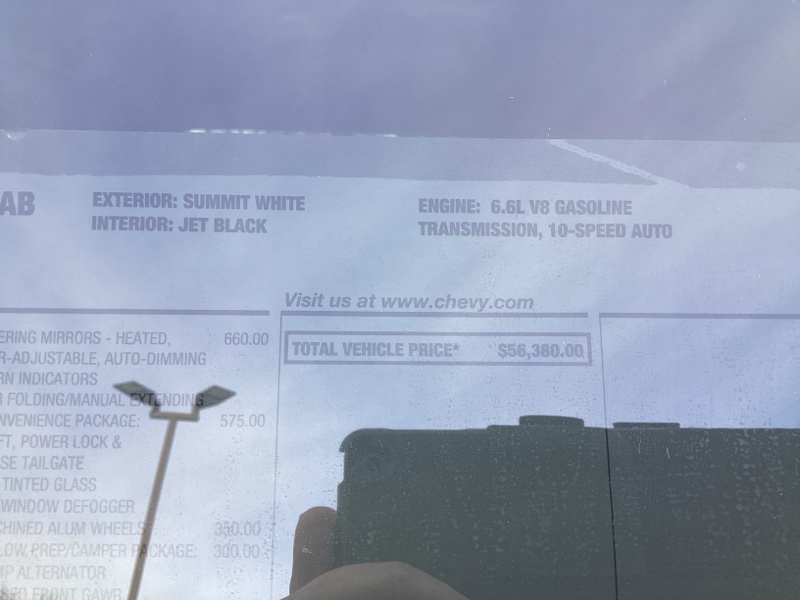 AB
EXTERIOR: SUMMIT WHITE
INTERIOR: JET BLACK
ENGINE: 6.6L V8 GASOLINE
TRANSMISSION, 10-SPEED AUTO
Visit us at www.chevy.com
ERING MIRRORS - HEATED, 660.00
R-ADJUSTABLE, AUTO-DIMMING
RN INDICATORS
R FOLDING/MANUAL EXTENDING
NVENIENCE PACKAGE: 575.00
FT, POWER LOCK &
SE TAILGATE
TINTED GLASS
WINDOW DEFOGGER
CHINED ALUM WHEELS 350.00
LOW PREP/CAMPER PACKAGE: 300.00
MP ALTERNATOR
FRONT GAWR
TOTAL VEHICLE PRICE* $56,380.00